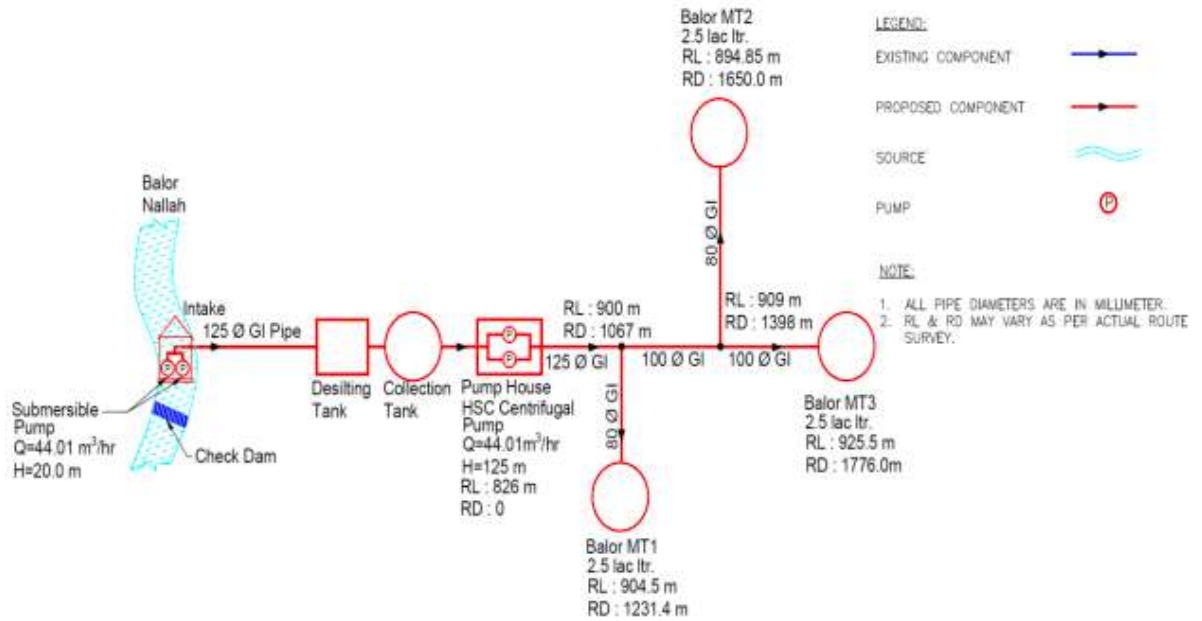 Balor MT2
2.5 lac ltr.
RL : 894.85 m
RD : 1650.0 m
LEGEND:
EXISTING COMPONENT
PROPOSED COMPONENT
SOURCE
PUMP
P
NOTE:
1. ALL PIPE DIAMETERS ARE IN MILLIMETER.
2. RL & RD MAY VARY AS PER ACTUAL ROUTE
SURVEY.
Balor
Nallah
Intake
125 Ø GI Pipe
P P
Submersible
Pump
Q=44.01 m³/hr
H=20.0 m
Check Dam
Desilting
Tank
Collection
Tank
P
P
Pump House
HSC Centrifugal
Pump
Q=44.01m³/hr
H=125 m
RL : 826 m
RD : 0
RL : 900 m
RD : 1067 m
125 Ø GI
80 Ø GI
100 Ø GI
80 Ø GI
RL : 909 m
RD : 1398 m
100 Ø GI
Balor MT1
2.5 lac ltr.
RL : 904.5 m
RD : 1231.4 m
Balor MT3
2.5 lac ltr.
RL : 925.5 m
RD : 1776.0m